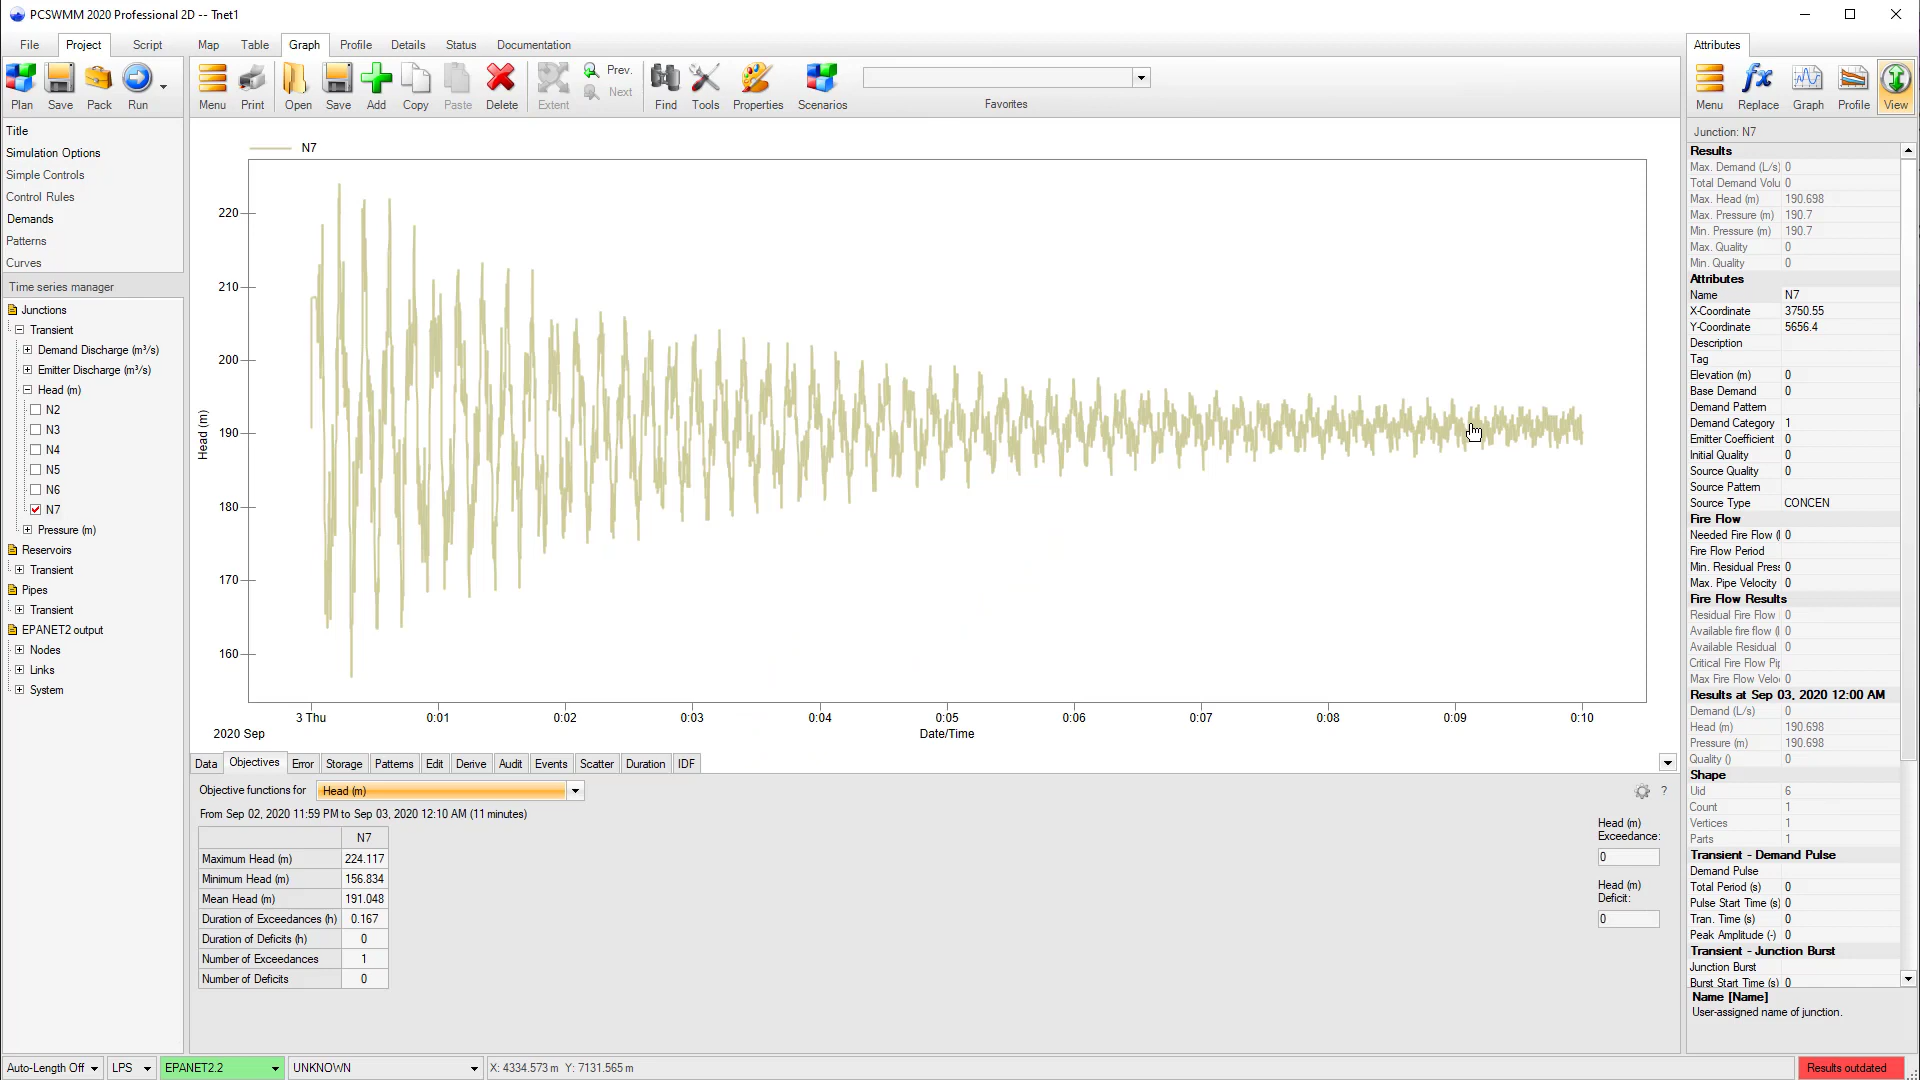 PCSWMM 2020 Professional 2D -- Tnet1
File Project Script Map Table Graph Profile Details Status Documentation Attributes
Plan Save Pack Run
Menu Print Open Save Add Copy Paste Delete Extent Prev. Next Find Tools Properties Scenarios
Favorites
Menu Replace Graph Profile View
Title
Simulation Options
Simple Controls
Control Rules
Demands
Patterns
Curves
Time series manager
Junctions
Transient
Demand Discharge (m³/s)
Emitter Discharge (m³/s)
Head (m)
N2
N3
N4
N5
N6
N7
Pressure (m)
Reservoirs
Transient
Pipes
Transient
EPANET2 output
Nodes
Links
System
N7
Head (m)
220
210
200
190
180
170
160
3 Thu 0:01 0:02 0:03 0:04 0:05 0:06 0:07 0:08 0:09 0:10
2020 Sep
Date/Time
Data Objectives Error Storage Patterns Edit Derive Audit Events Scatter Duration IDF
Objective functions for Head (m)
?
From Sep 02, 2020 11:59 PM to Sep 03, 2020 12:10 AM (11 minutes)
N7
Maximum Head (m) 224.117
Minimum Head (m) 156.834
Mean Head (m) 191.048
Duration of Exceedances (h) 0.167
Duration of Deficits (h) 0
Number of Exceedances 1
Number of Deficits 0
Head (m)
Exceedance:
0
Head (m)
Deficit:
0
Junction: N7
Results
Max. Demand (L/s) 0
Total Demand Volu 0
Max. Head (m) 190.698
Max. Pressure (m) 190.7
Min. Pressure (m) 190.7
Max. Quality 0
Min. Quality 0
Attributes
Name N7
X-Coordinate 3750.55
Y-Coordinate 5656.4
Description
Tag
Elevation (m) 0
Base Demand 0
Demand Pattern
Demand Category 1
Emitter Coefficient 0
Initial Quality 0
Source Quality 0
Source Pattern
Source Type CONCEN
Fire Flow
Needed Fire Flow ( 0
Fire Flow Period
Min. Residual Press 0
Max. Pipe Velocity 0
Fire Flow Results
Residual Fire Flow 0
Available fire flow ( 0
Available Residual 0
Critical Fire Flow Pip 0
Max Fire Flow Veloc 0
Results at Sep 03, 2020 12:00 AM
Demand (L/s) 0
Head (m) 190.698
Pressure (m) 190.698
Quality () 0
Shape
Uid 6
Count 1
Vertices 1
Parts 1
Transient - Demand Pulse
Demand Pulse
Total Period (s) 0
Pulse Start Time (s) 0
Tran. Time (s) 0
Peak Amplitude (-) 0
Transient - Junction Burst
Junction Burst
Burst Start Time (s) 0
Name [Name]
User-assigned name of junction.
Auto-Length Off LPS EPANET2.2 UNKNOWN X: 4334.573 m Y: 7131.565 m Results outdated